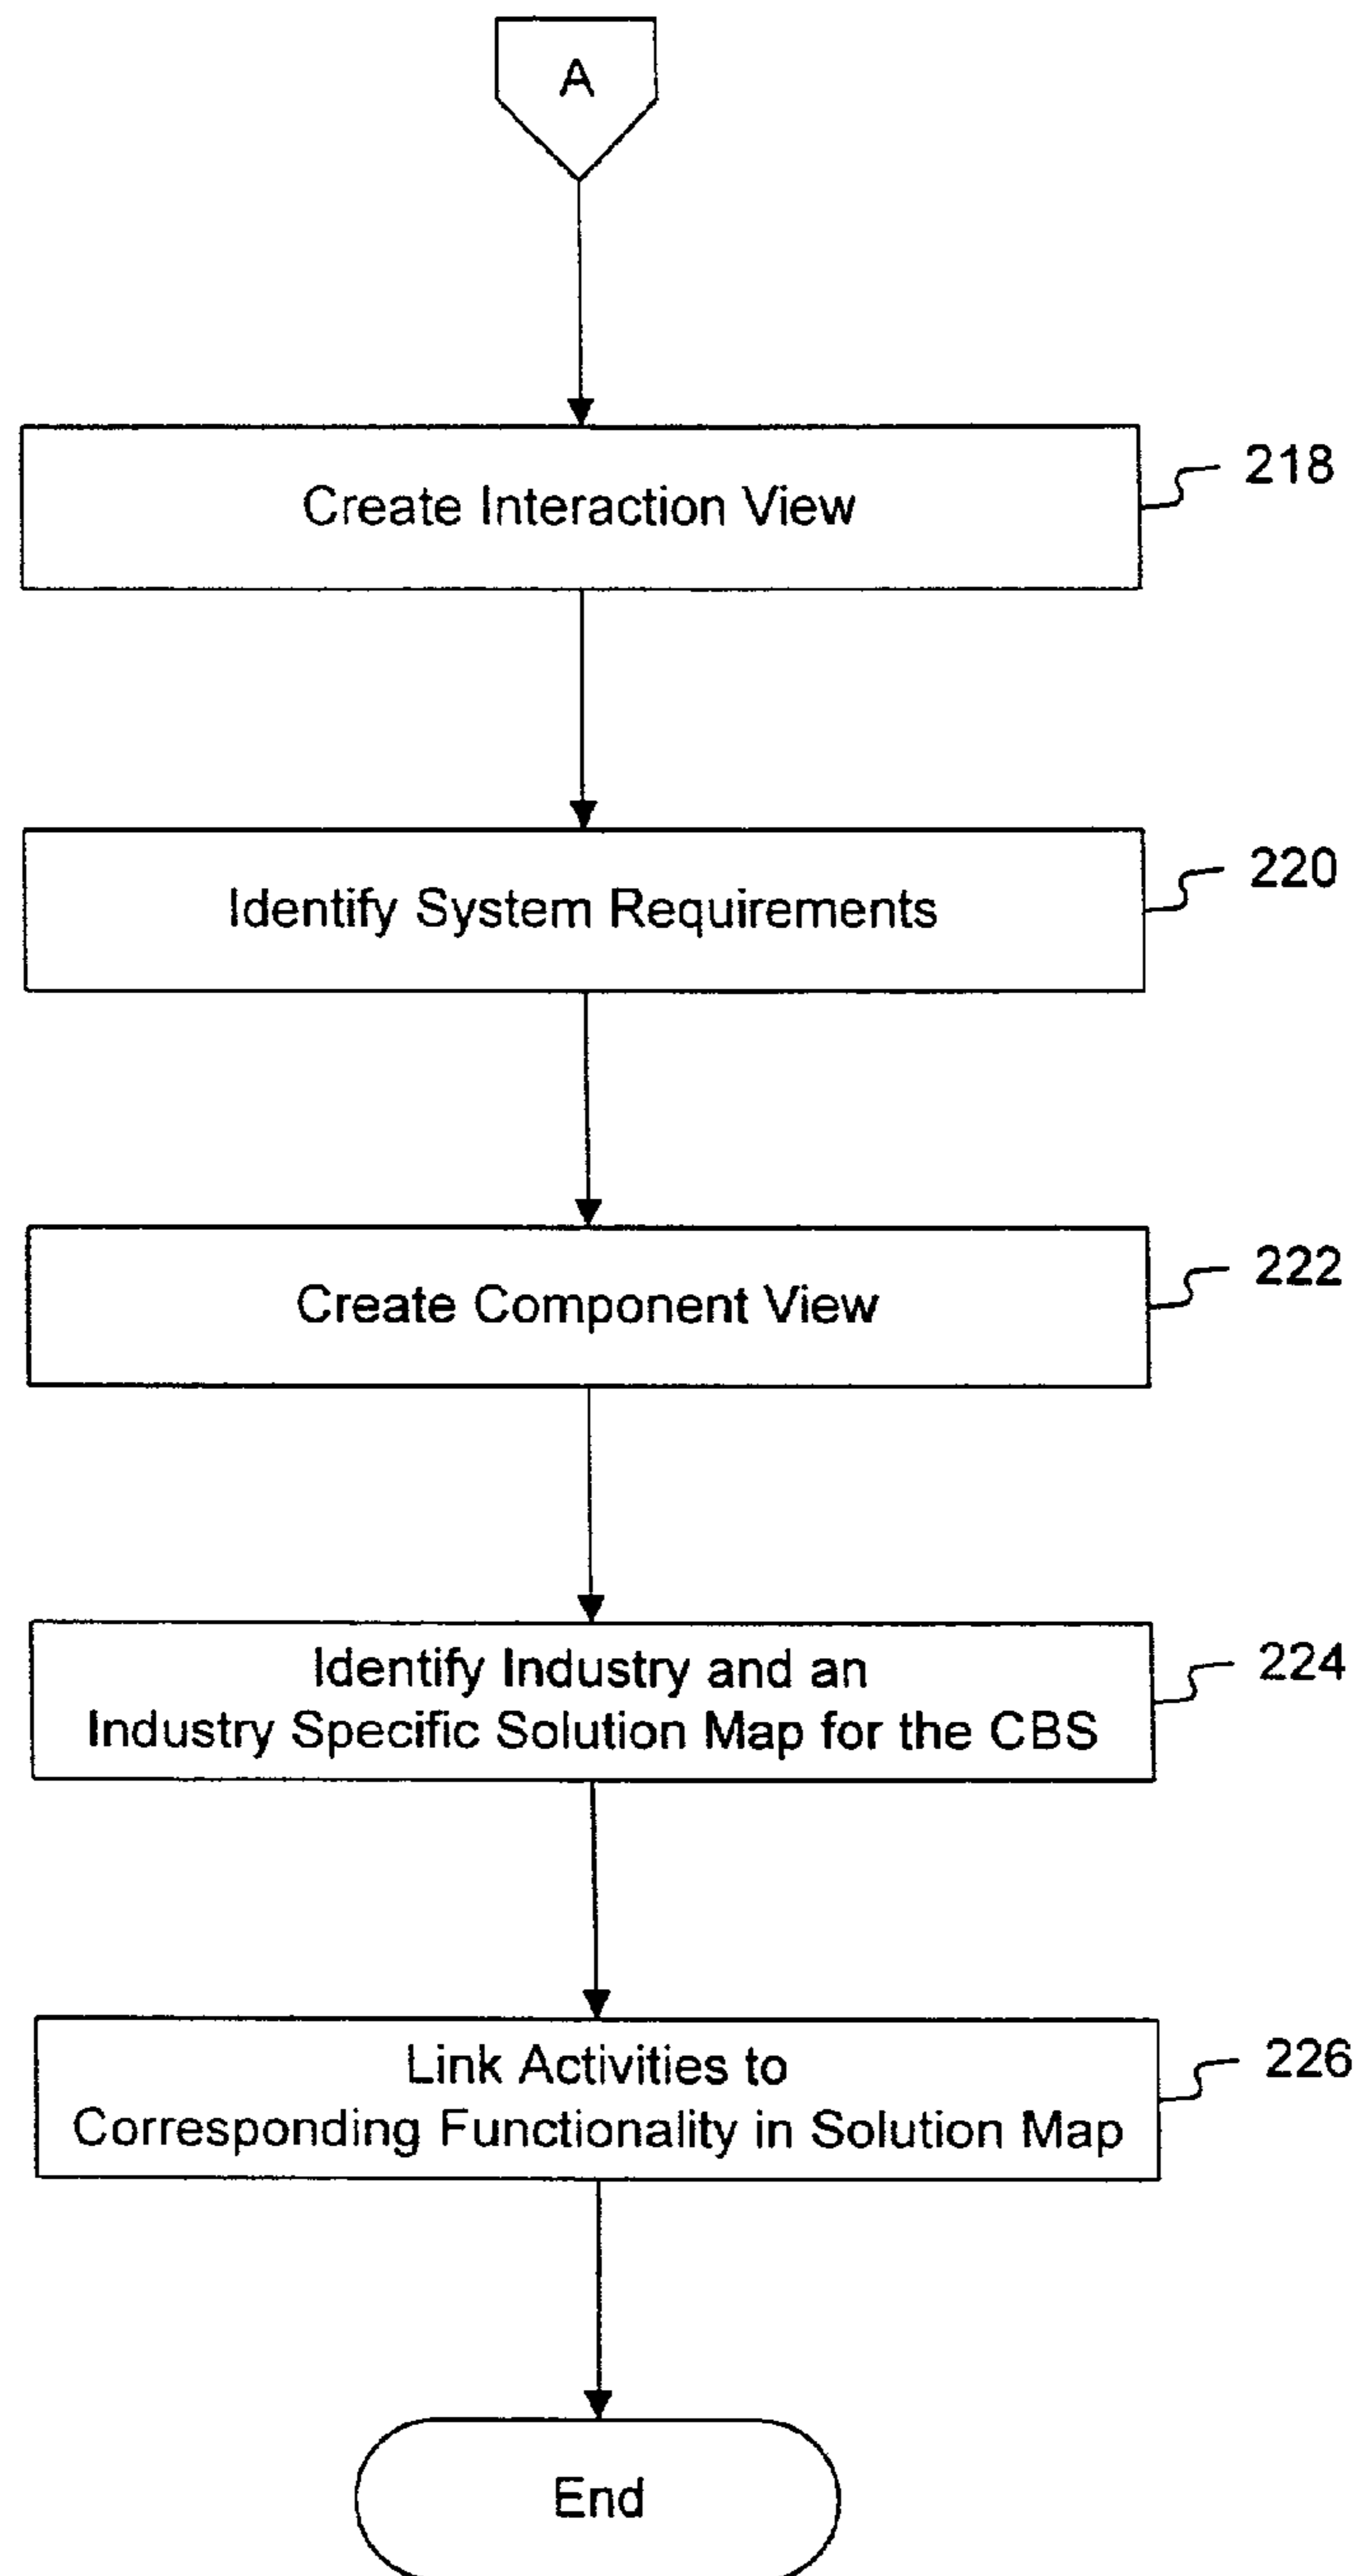 A
Create Interaction View
218
Identify System Requirements
220
Create Component View
222
Identify Industry and an
Industry Specific Solution Map for the CBS
224
Link Activities to
Corresponding Functionality in Solution Map
226
End